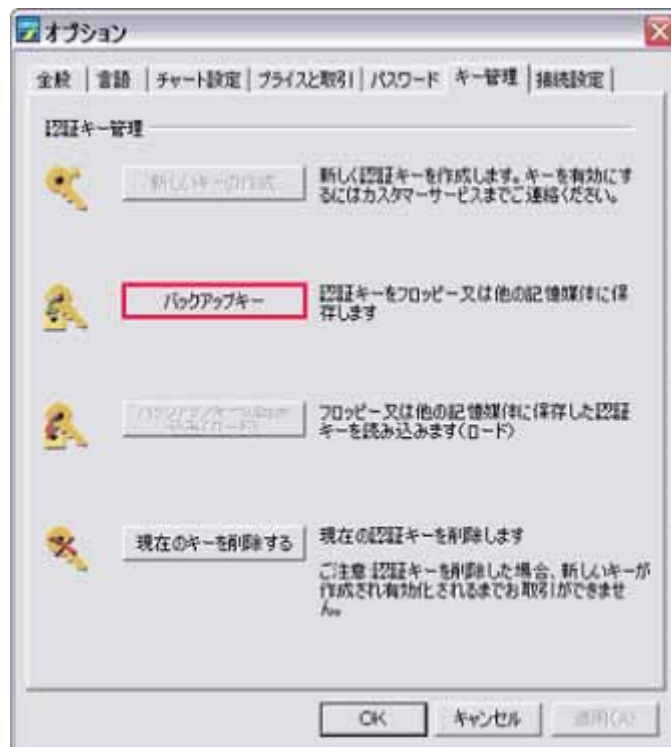 オプション
全般 言語 チャート設定 プライスと取引 パスワード キー管理 接続設定
認証キー管理
新しいキーの作成
新しく認証キーを作成します。キーを有効にす
るにはカスタマーサービスまでご連絡ください。
バックアップキー
認証キーをフロッピー又は他の記憶媒体に保
存します
フロッピー又は他の記憶媒体に保存した認証
キーを読み込みます(ロード)
現在のキーを削除する
現在の認証キーを削除します
ご注意:認証キーを削除した場合、新しいキーが
作成され有効化されるまでお取引ができませ
ん。
OK キャンセル 適用(A)